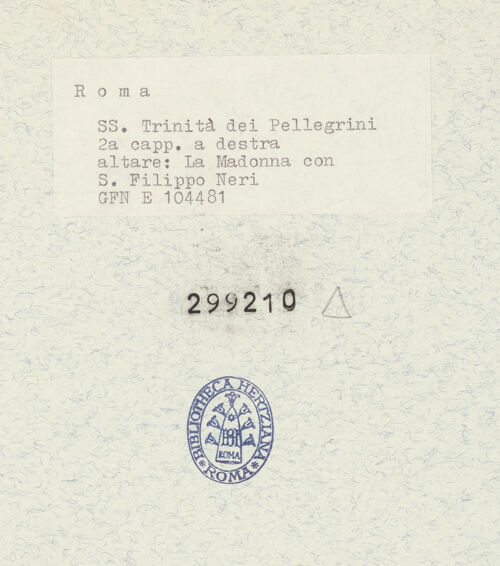 Roma
SS. Trinità dei Pellegrini
2a capp. a destra
altare: La Madonna con
S. Filippo Neri
GFN E 104481
299210
BIBLIOTHECA HERTZIANA
BH
ROMA
* ROMA *